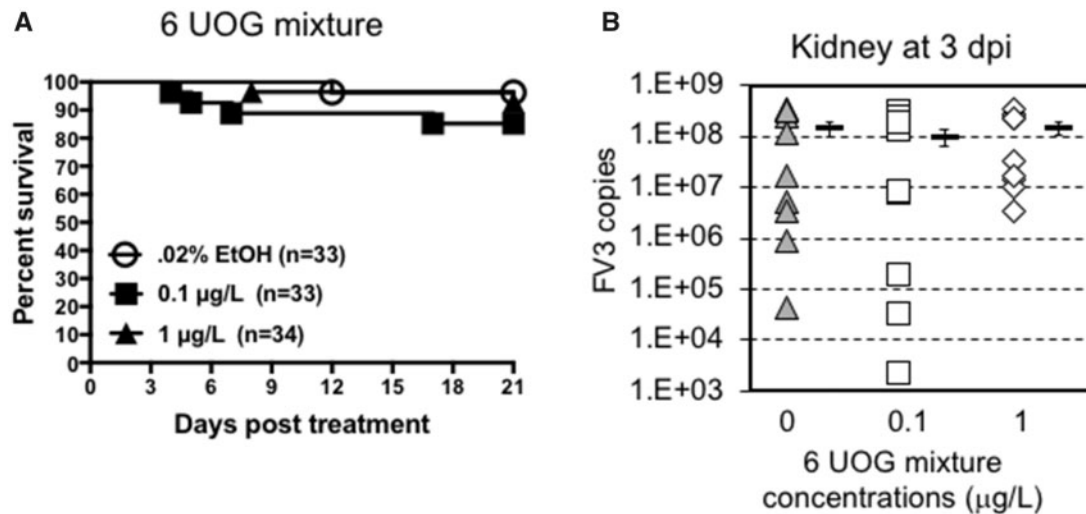 A
6 UOG mixture
100
90
80
70
60
50
40
30
20
10
0
Percent survival
.02% EtOH (n=33)
0.1 µg/L (n=33)
1 µg/L (n=34)
0 3 6 9 12 15 18 21
Days post treatment
B
Kidney at 3 dpi
1.E+09
1.E+08
1.E+07
1.E+06
1.E+05
1.E+04
1.E+03
FV3 copies
0 0.1 1
6 UOG mixture
concentrations (µg/L)